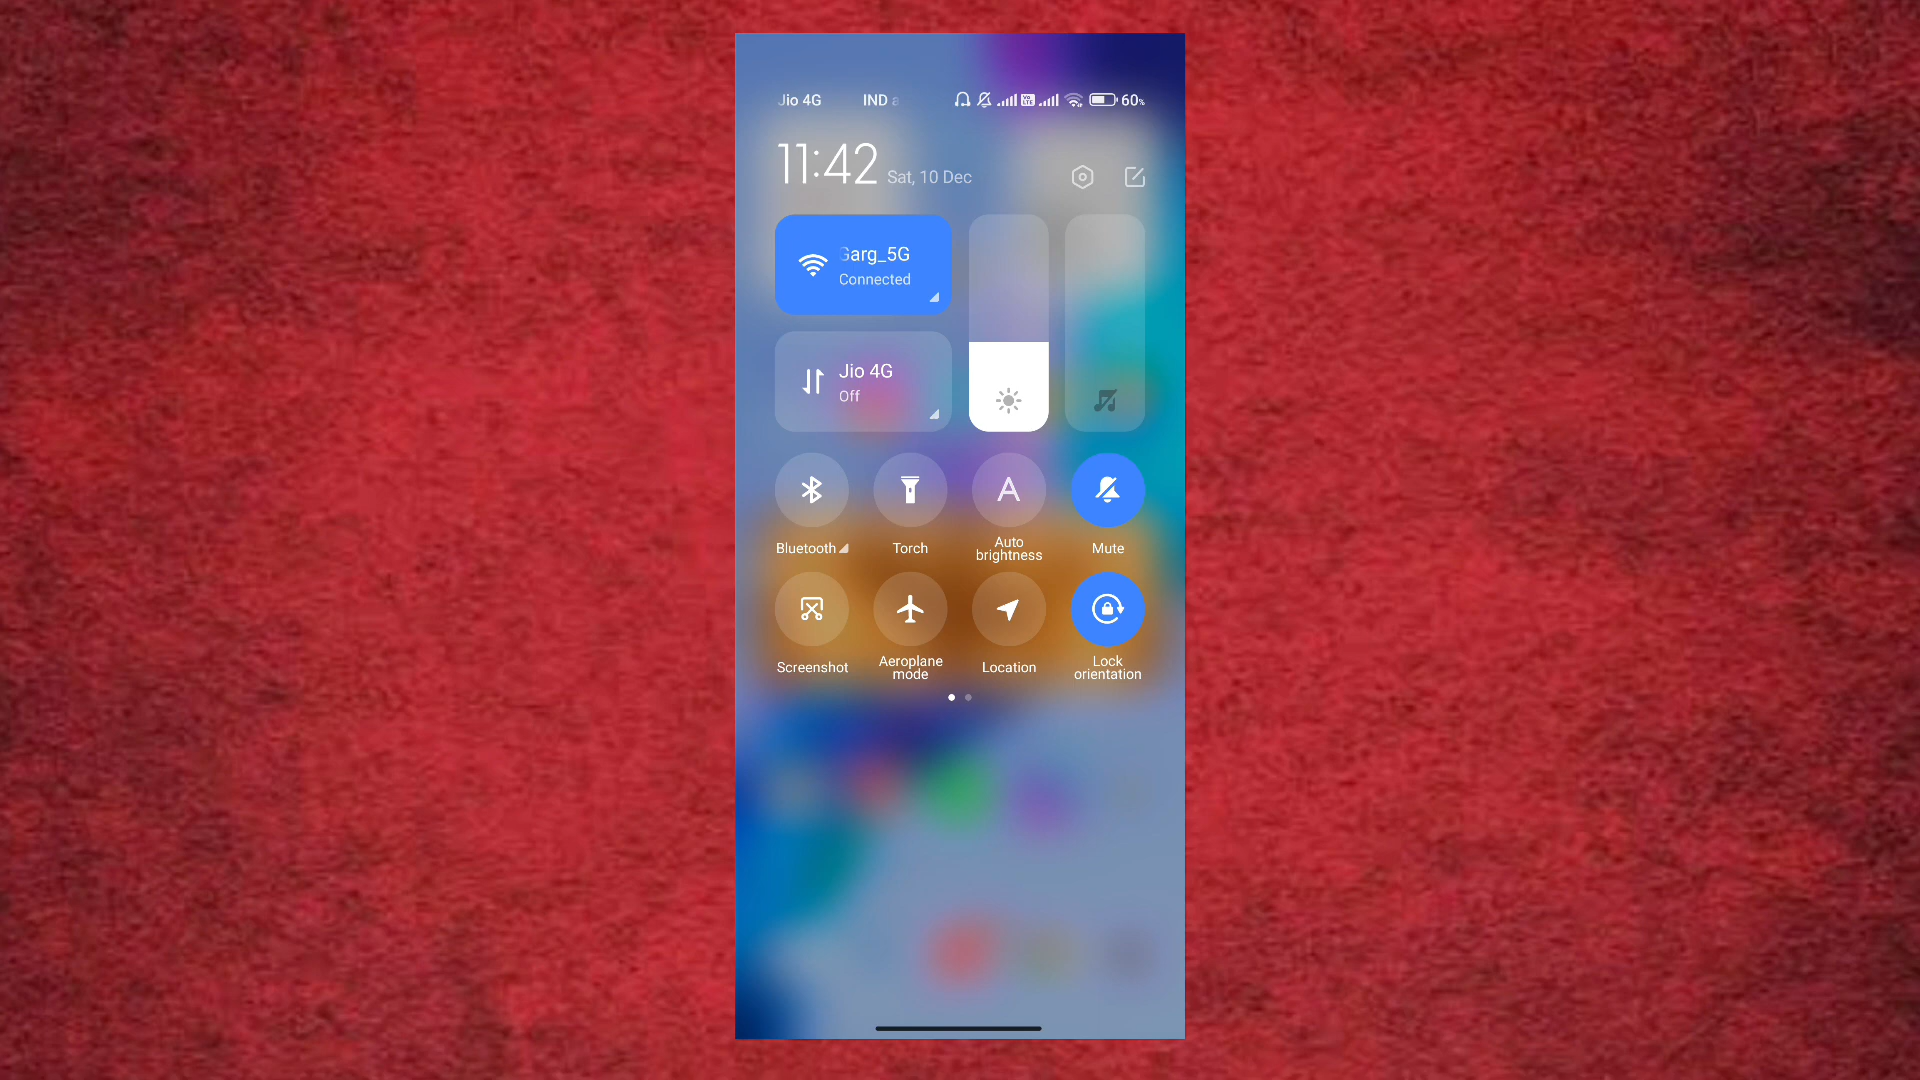 Jio 4G IND 60%
11:42 Sat, 10 Dec
Garg_5G
Connected
Jio 4G
Off
A
Bluetooth Torch Auto brightness Mute
Screenshot Aeroplane mode Location Lock orientation